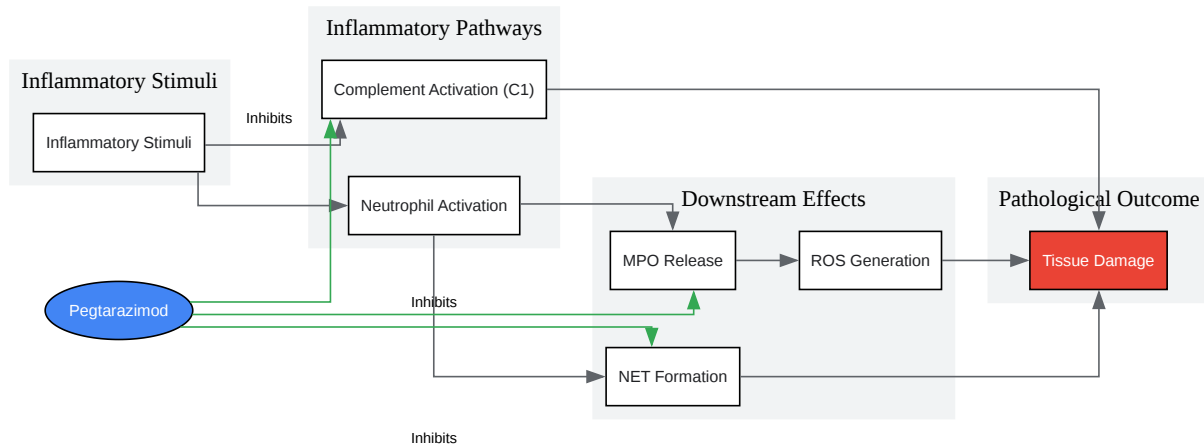 Inflammatory Pathways
Inflammatory Stimuli
Complement Activation (C1)
Inhibits
Inflammatory Stimuli
Neutrophil Activation
Downstream Effects
Pathological Outcome
MPO Release
ROS Generation
Tissue Damage
Pegtarazimod
Inhibits
NET Formation
Inhibits